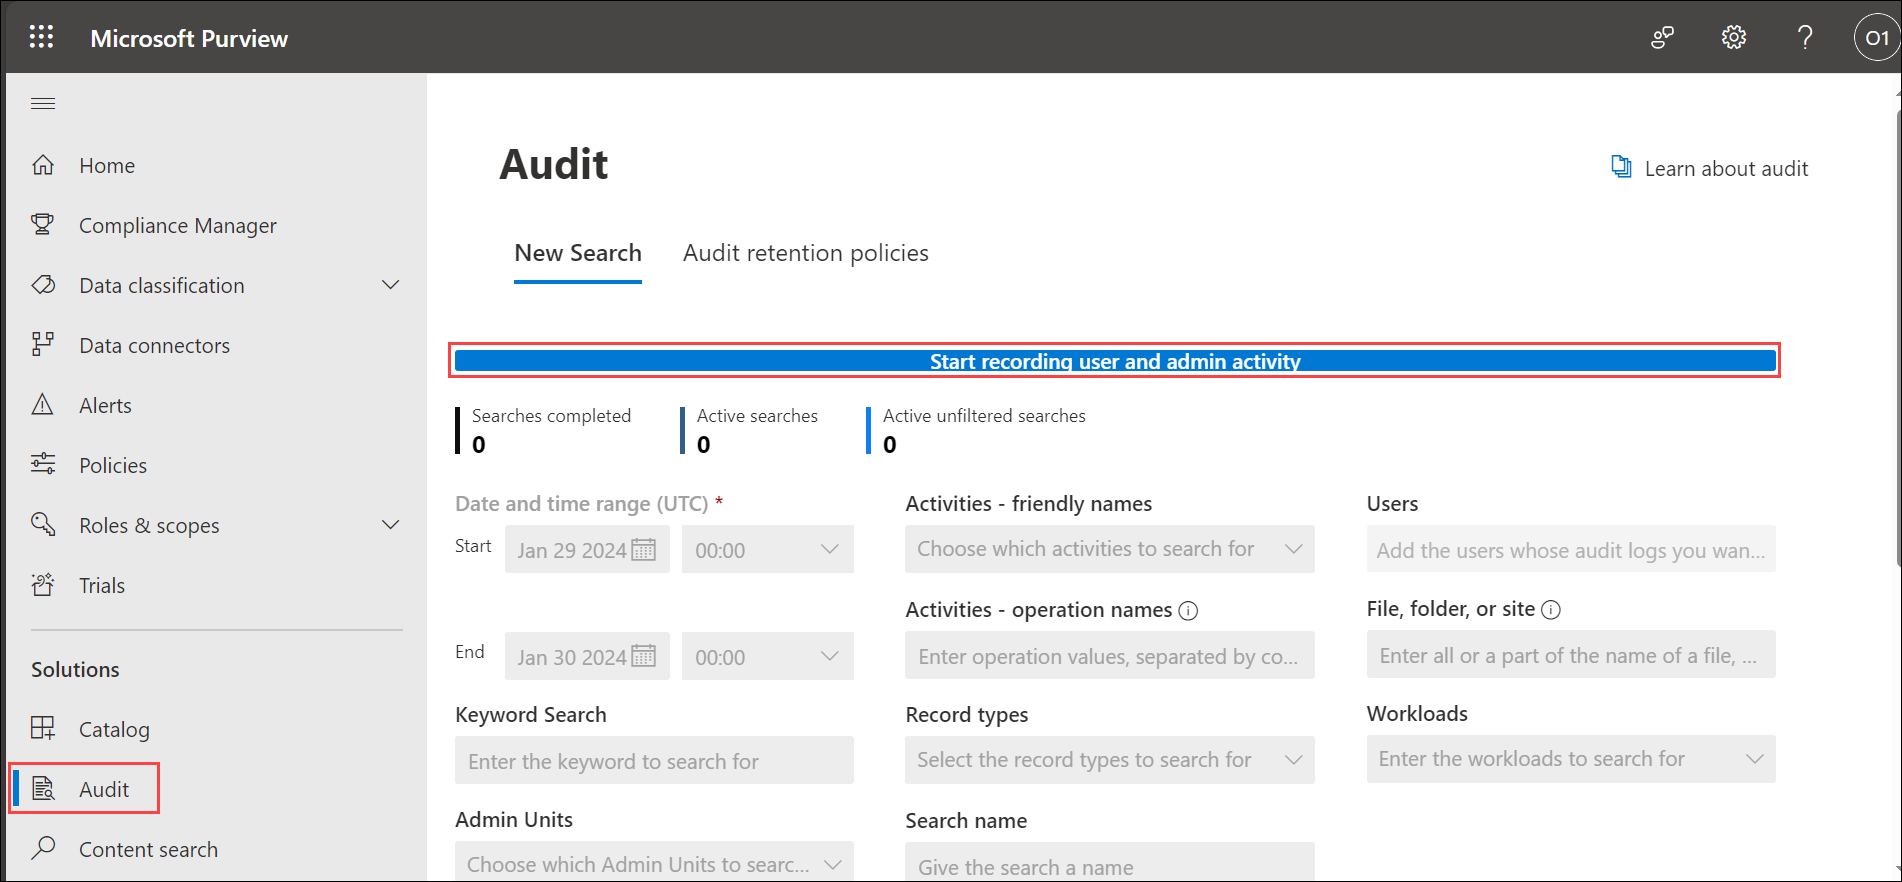 Microsoft Purview
O1
Home
Compliance Manager
Data classification
Data connectors
Alerts
Policies
Roles & scopes
Trials
Solutions
Catalog
Audit
Content search
Audit
Learn about audit
New Search
Audit retention policies
Start recording user and admin activity
Searches completed
0
Active searches
0
Active unfiltered searches
0
Date and time range (UTC) *
Start
Jan 29 2024
00:00
End
Jan 30 2024
00:00
Keyword Search
Enter the keyword to search for
Admin Units
Choose which Admin Units to searc...
Activities - friendly names
Choose which activities to search for
Activities - operation names
Enter operation values, separated by co...
Record types
Select the record types to search for
Search name
Give the search a name
Users
Add the users whose audit logs you wan...
File, folder, or site
Enter all or a part of the name of a file, ...
Workloads
Enter the workloads to search for